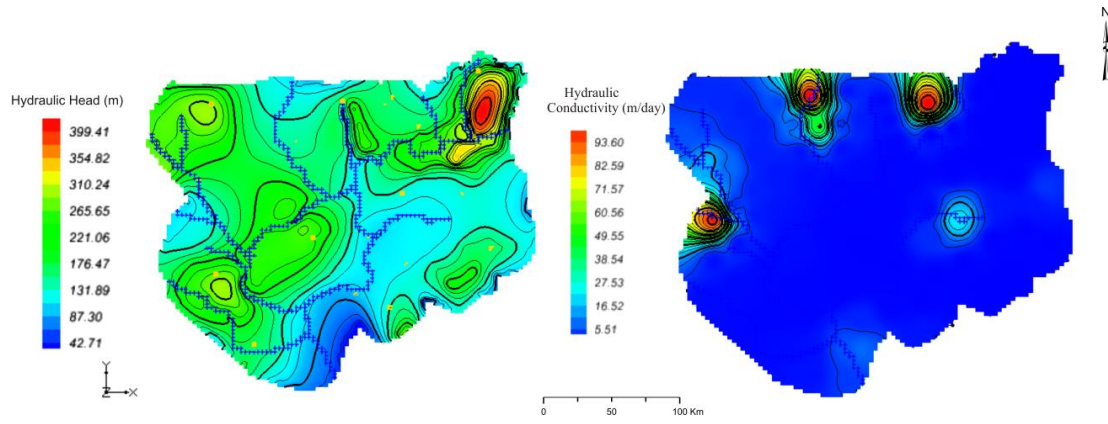 N
Hydraulic Head (m)
399.41
354.82
310.24
265.65
221.06
176.47
131.89
87.30
42.71
Y
Z
X
Hydraulic
Conductivity (m/day)
93.60
82.59
71.57
60.56
49.55
38.54
27.53
16.52
5.51
0 50 100 Km